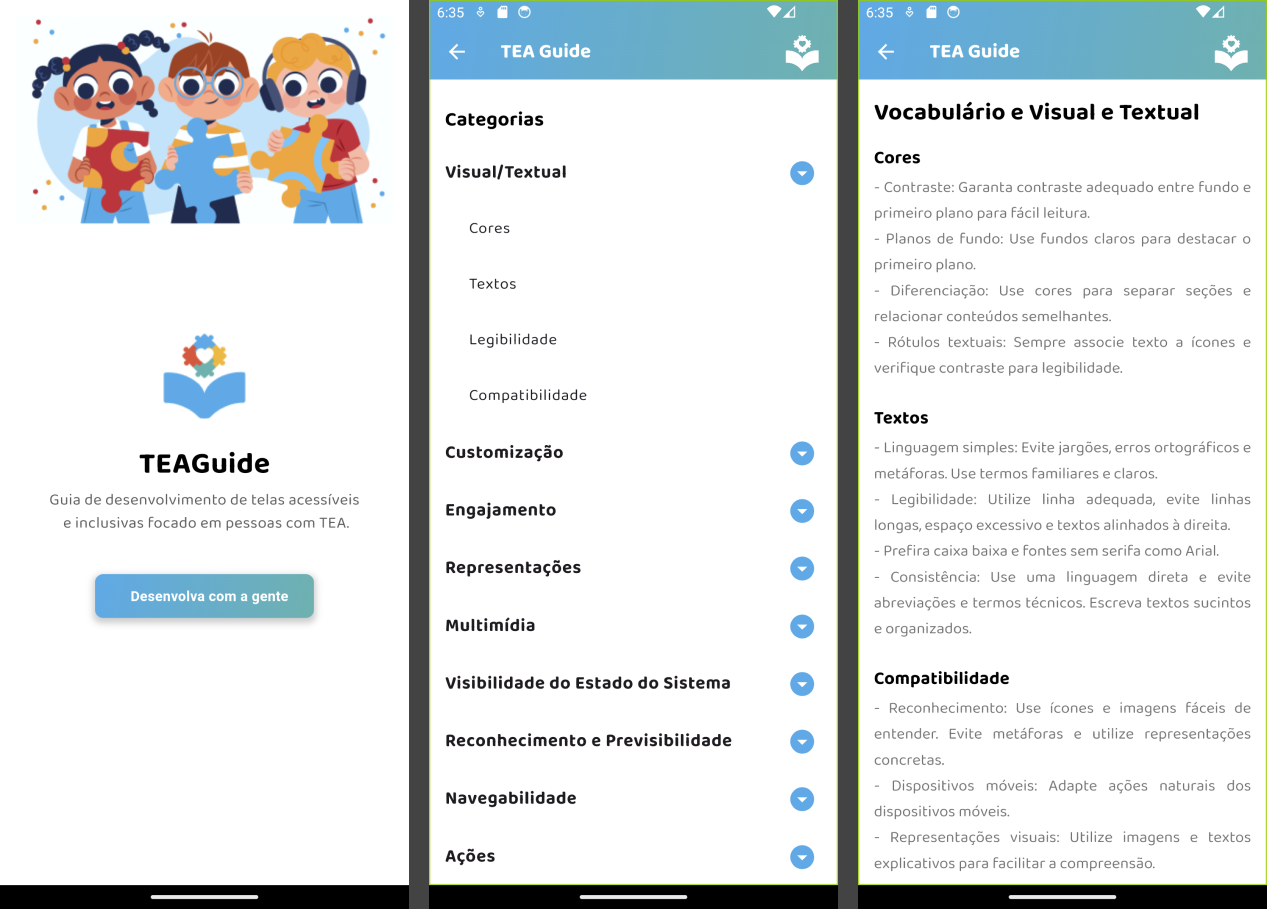 TEAGuide
Guia de desenvolvimento de telas acessíveis
e inclusivas focado em pessoas com TEA.
Desenvolva com a gente
6:35
TEA Guide
Categorias
Visual/Textual
Cores
Textos
Legibilidade
Compatibilidade
Customização
Engajamento
Representações
Multimídia
Visibilidade do Estado do Sistema
Reconhecimento e Previsibilidade
Navegabilidade
Ações
6:35
TEA Guide
Vocabulário e Visual e Textual
Cores
- Contraste: Garanta contraste adequado entre fundo e
primeiro plano para fácil leitura.
- Planos de fundo: Use fundos claros para destacar o
primeiro plano.
- Diferenciação: Use cores para separar seções e
relacionar conteúdos semelhantes.
- Rótulos textuais: Sempre associe texto a ícones e
verifique contraste para legibilidade.
Textos
- Linguagem simples: Evite jargões, erros ortográficos e
metáforas. Use termos familiares e claros.
- Legibilidade: Utilize linha adequada, evite linhas
longas, espaço excessivo e textos alinhados à direita.
- Prefira caixa baixa e fontes sem serifa como Arial.
- Consistência: Use uma linguagem direta e evite
abreviações e termos técnicos. Escreva textos sucintos
e organizados.
Compatibilidade
- Reconhecimento: Use ícones e imagens fáceis de
entender. Evite metáforas e utilize representações
concretas.
- Dispositivos móveis: Adapte ações naturais dos
dispositivos móveis.
- Representações visuais: Utilize imagens e textos
explicativos para facilitar a compreensão.